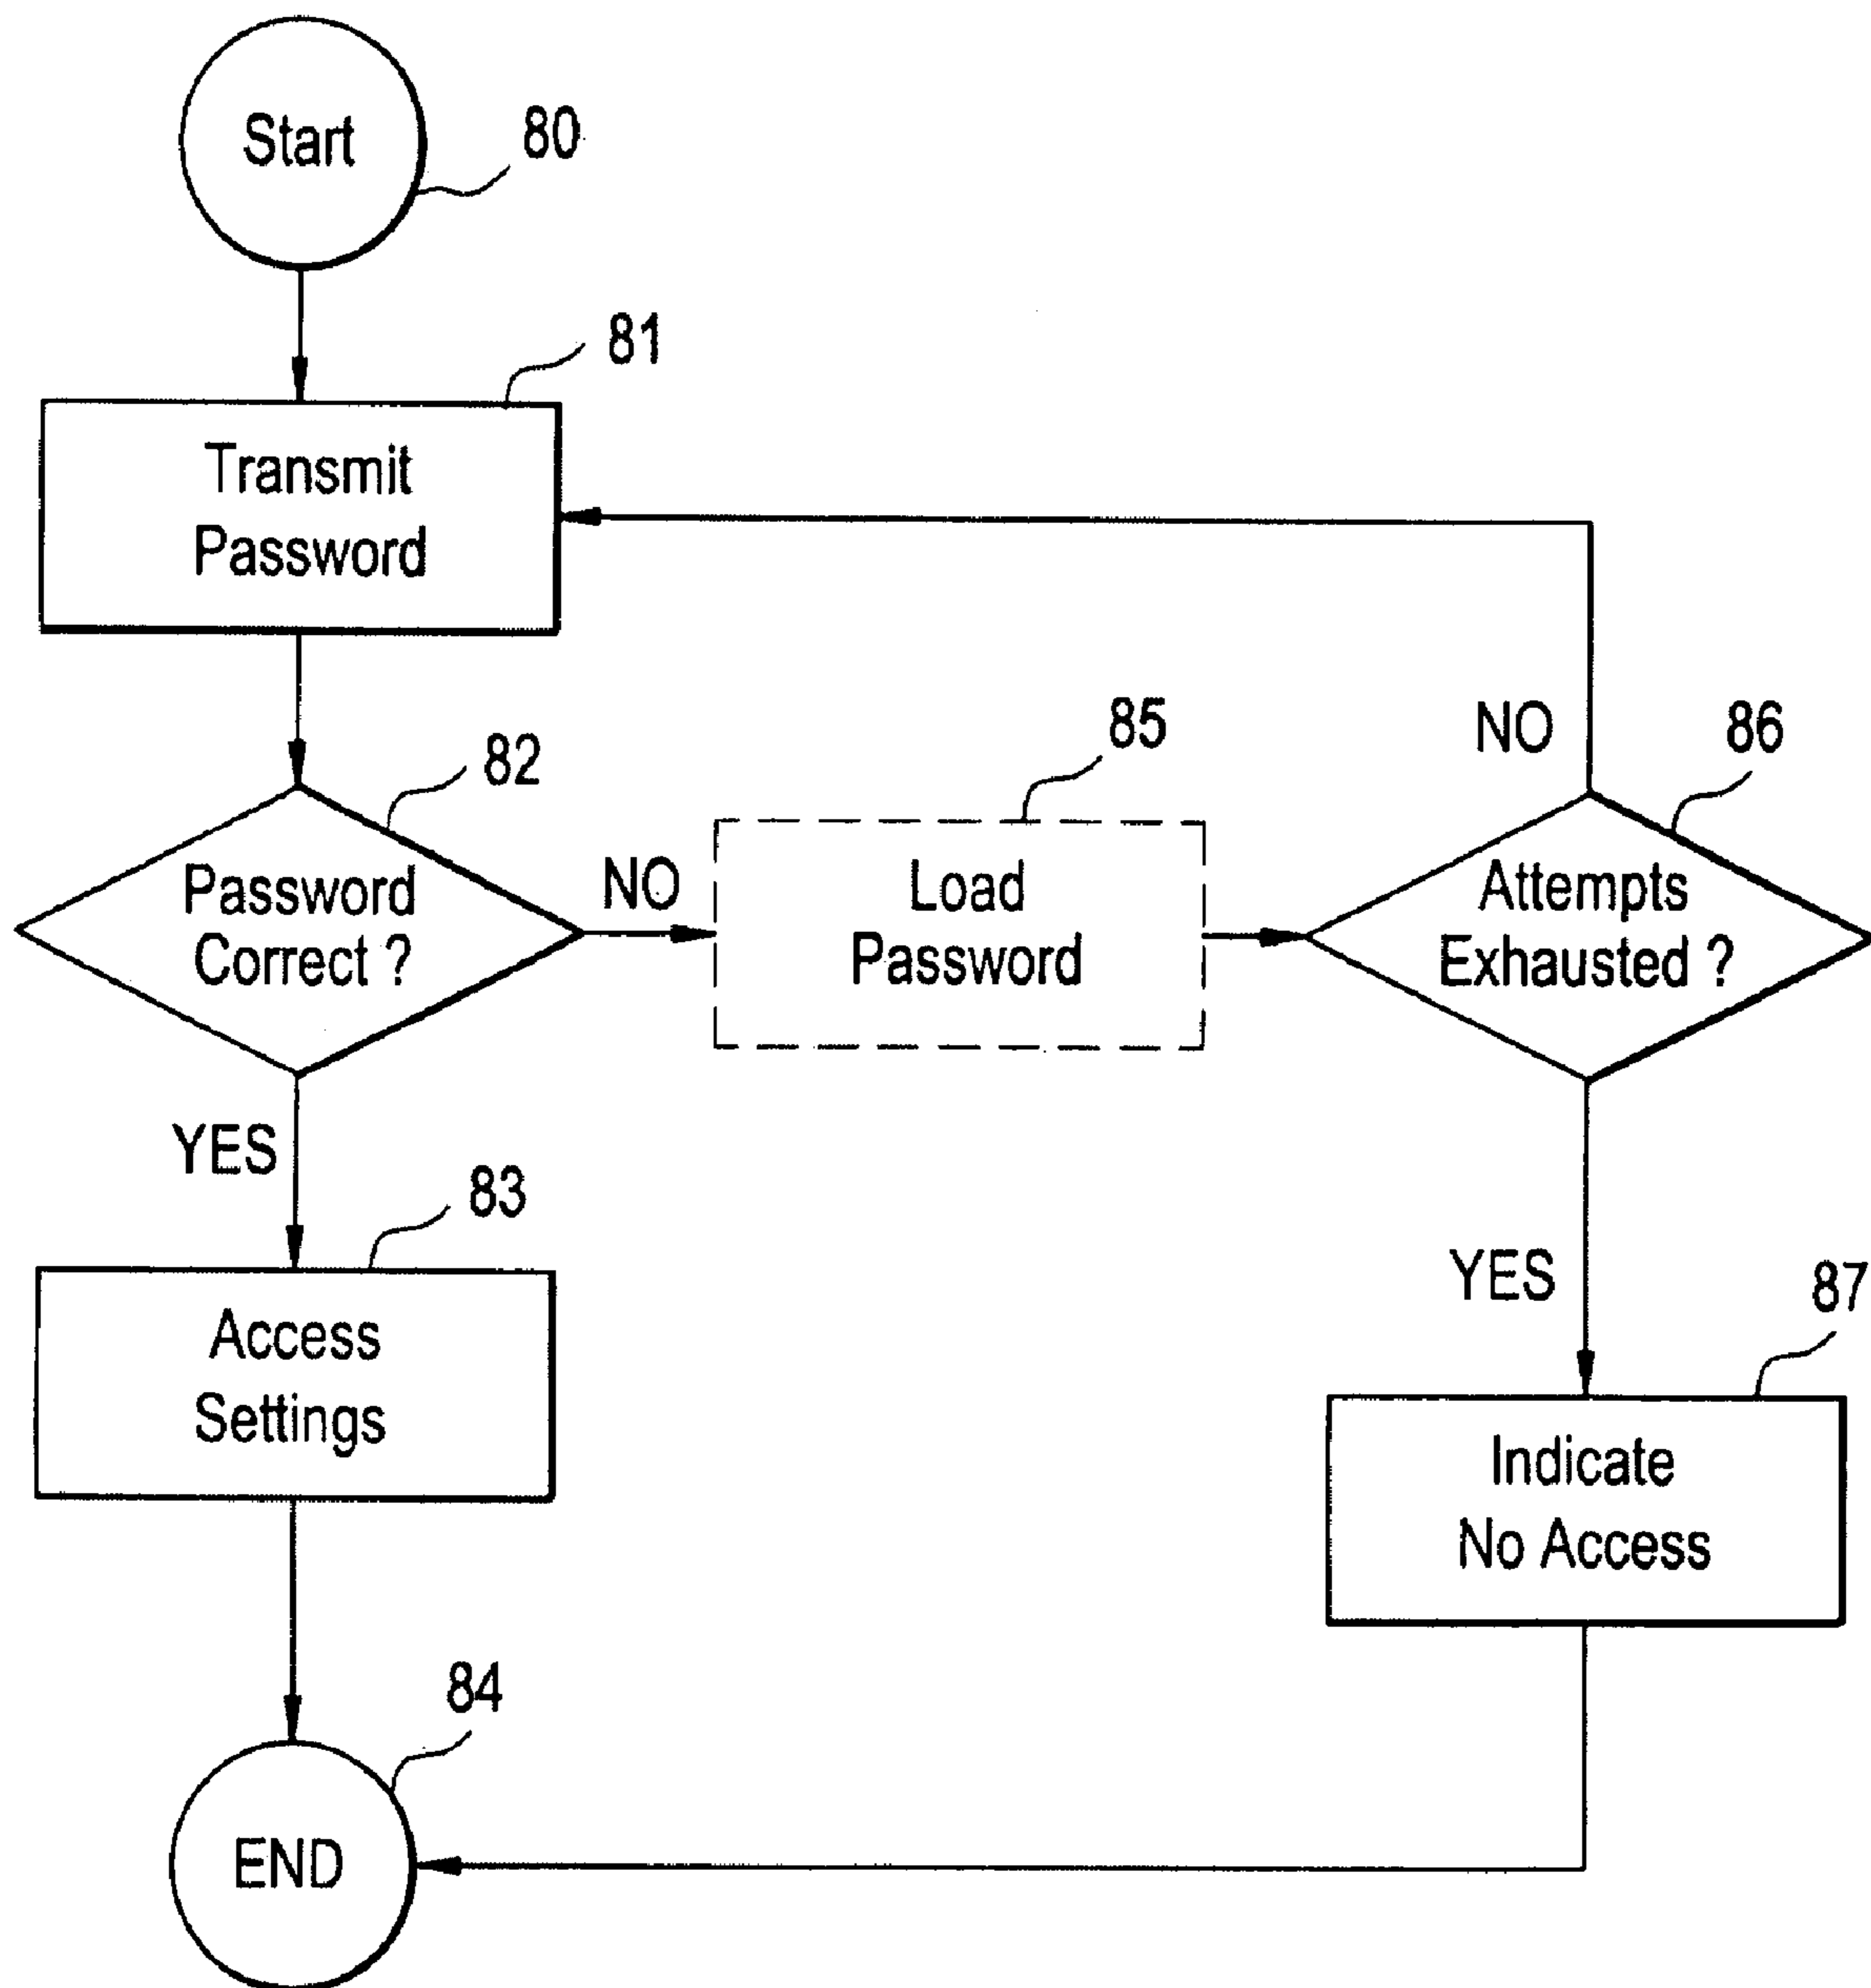 Start
80
81
Transmit
Password
82
Password
Correct ?
NO
85
Load
Password
NO
86
Attempts
Exhausted ?
YES
83
Access
Settings
YES
87
Indicate
No Access
84
END